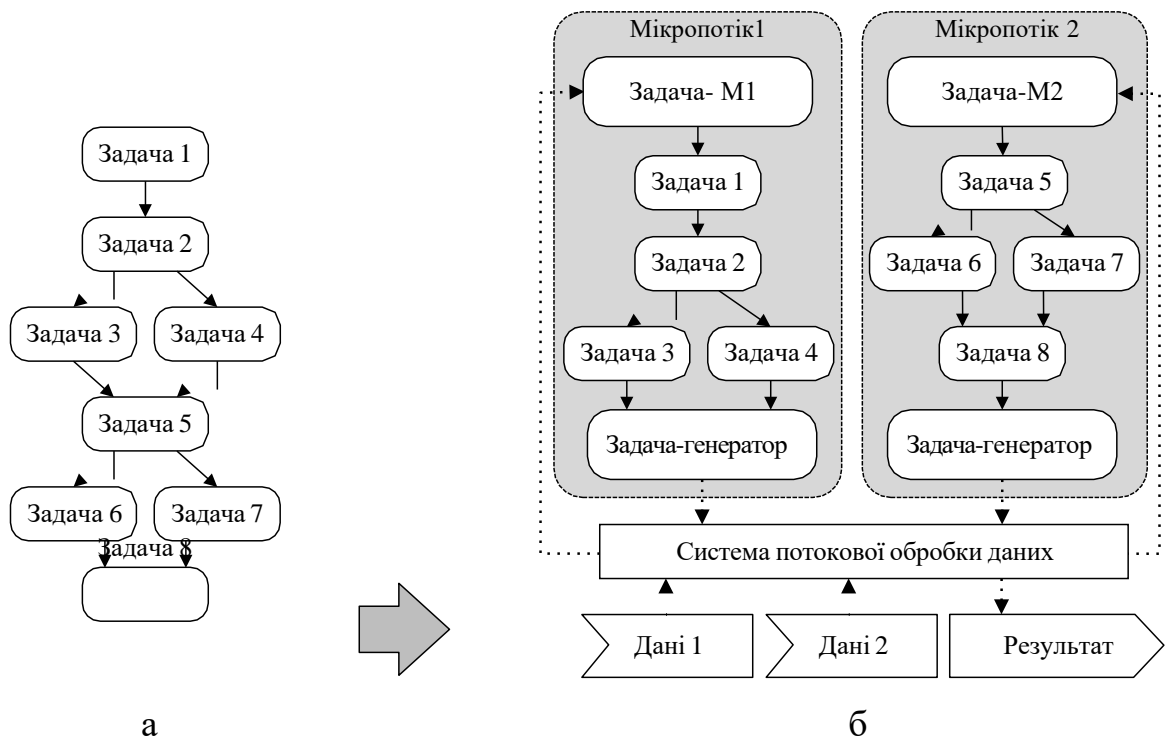 Задача 1
Задача 2
Задача 3
Задача 4
Задача 5
Задача 6
Задача 7
Задача 8
а
Мікропотік1
Задача- М1
Задача 1
Задача 2
Задача 3
Задача 4
Задача-генератор
Мікропотік 2
Задача-М2
Задача 5
Задача 6
Задача 7
Задача 8
Задача-генератор
Система потокової обробки даних
Дані 1
Дані 2
Результат
б